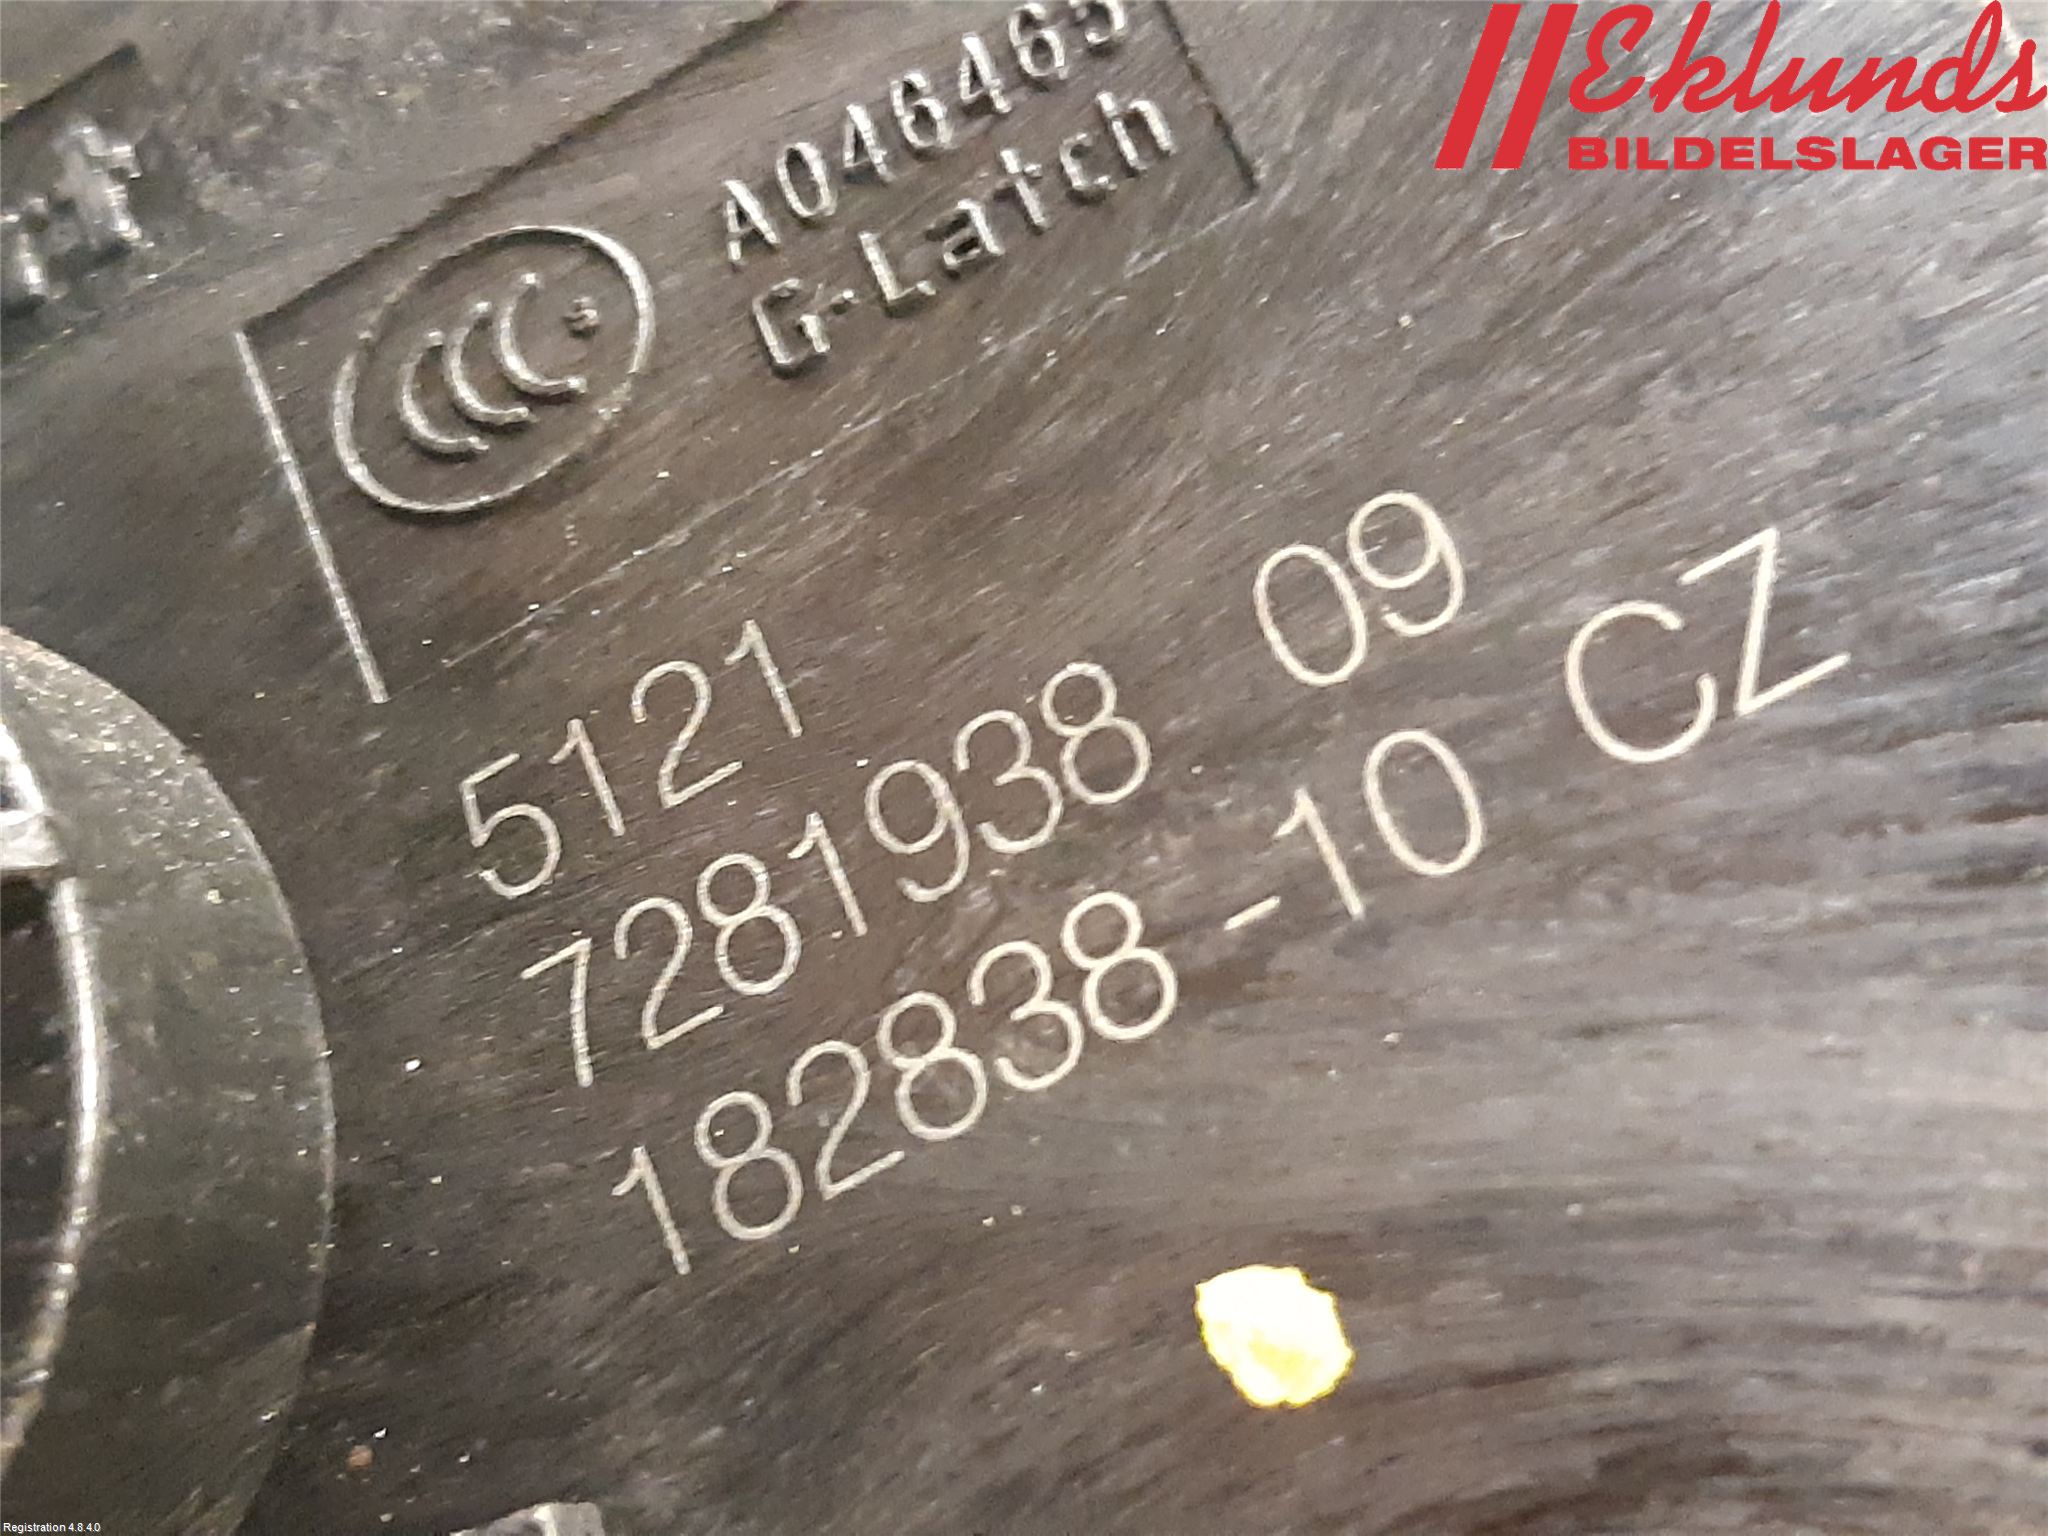 Eklunds
BILDELSLAGER
A046465
G-Latch
5121
7281938 09
182838-10 CZ
Registration 4.8.4.0